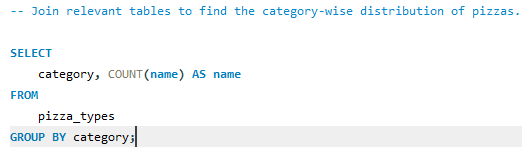 -- Join relevant tables to find the category-wise distribution of pizzas.
SELECT
category, COUNT(name) AS name
FROM
pizza_types
GROUP BY category;